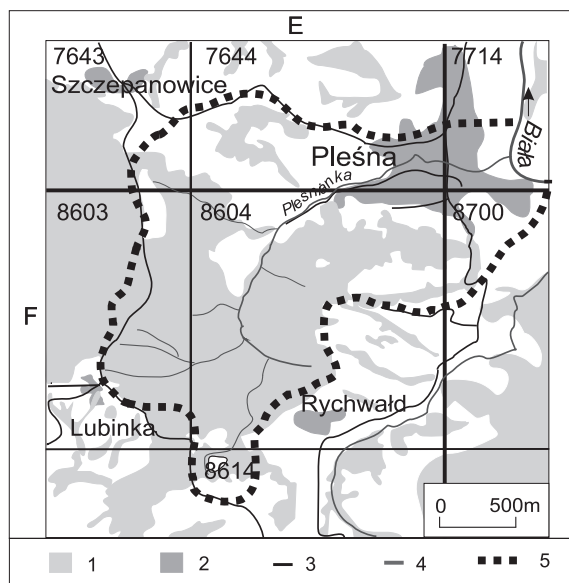 E
7643 7644 7714
Szczepanowice
Biała
Pleśna
Pleśnianka
8603 8604 8700
F
Rychwałd
Lubinka
8614
0 500m
1 2 3 4 5